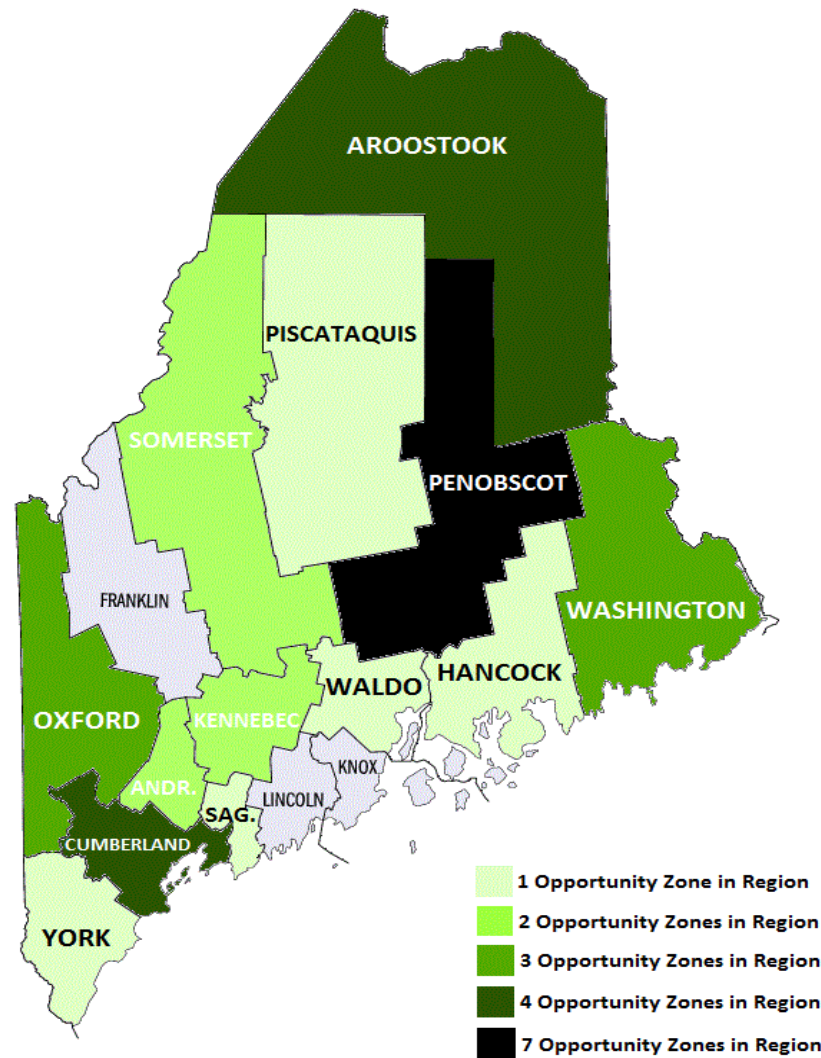 AROOSTOOK
PISCATAQUIS
SOMERSET
PENOBSCOT
FRANKLIN
WASHINGTON
HANCOCK
WALDO
OXFORD
KENNEBEC
KNOX
ANDR.
LINCOLN
SAG.
CUMBERLAND
YORK
1 Opportunity Zone in Region
2 Opportunity Zones in Region
3 Opportunity Zones in Region
4 Opportunity Zones in Region
7 Opportunity Zones in Region